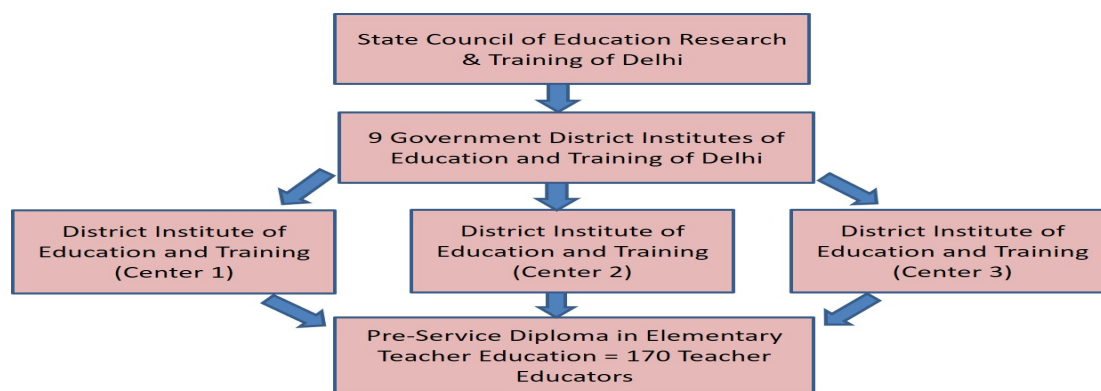 State Council of Education Research
& Training of Delhi
9 Government District Institutes of
Education and Training of Delhi
District Institute of
Education and Training
(Center 1)
District Institute of
Education and Training
(Center 2)
District Institute of
Education and Training
(Center 3)
Pre-Service Diploma in Elementary
Teacher Education = 170 Teacher
Educators